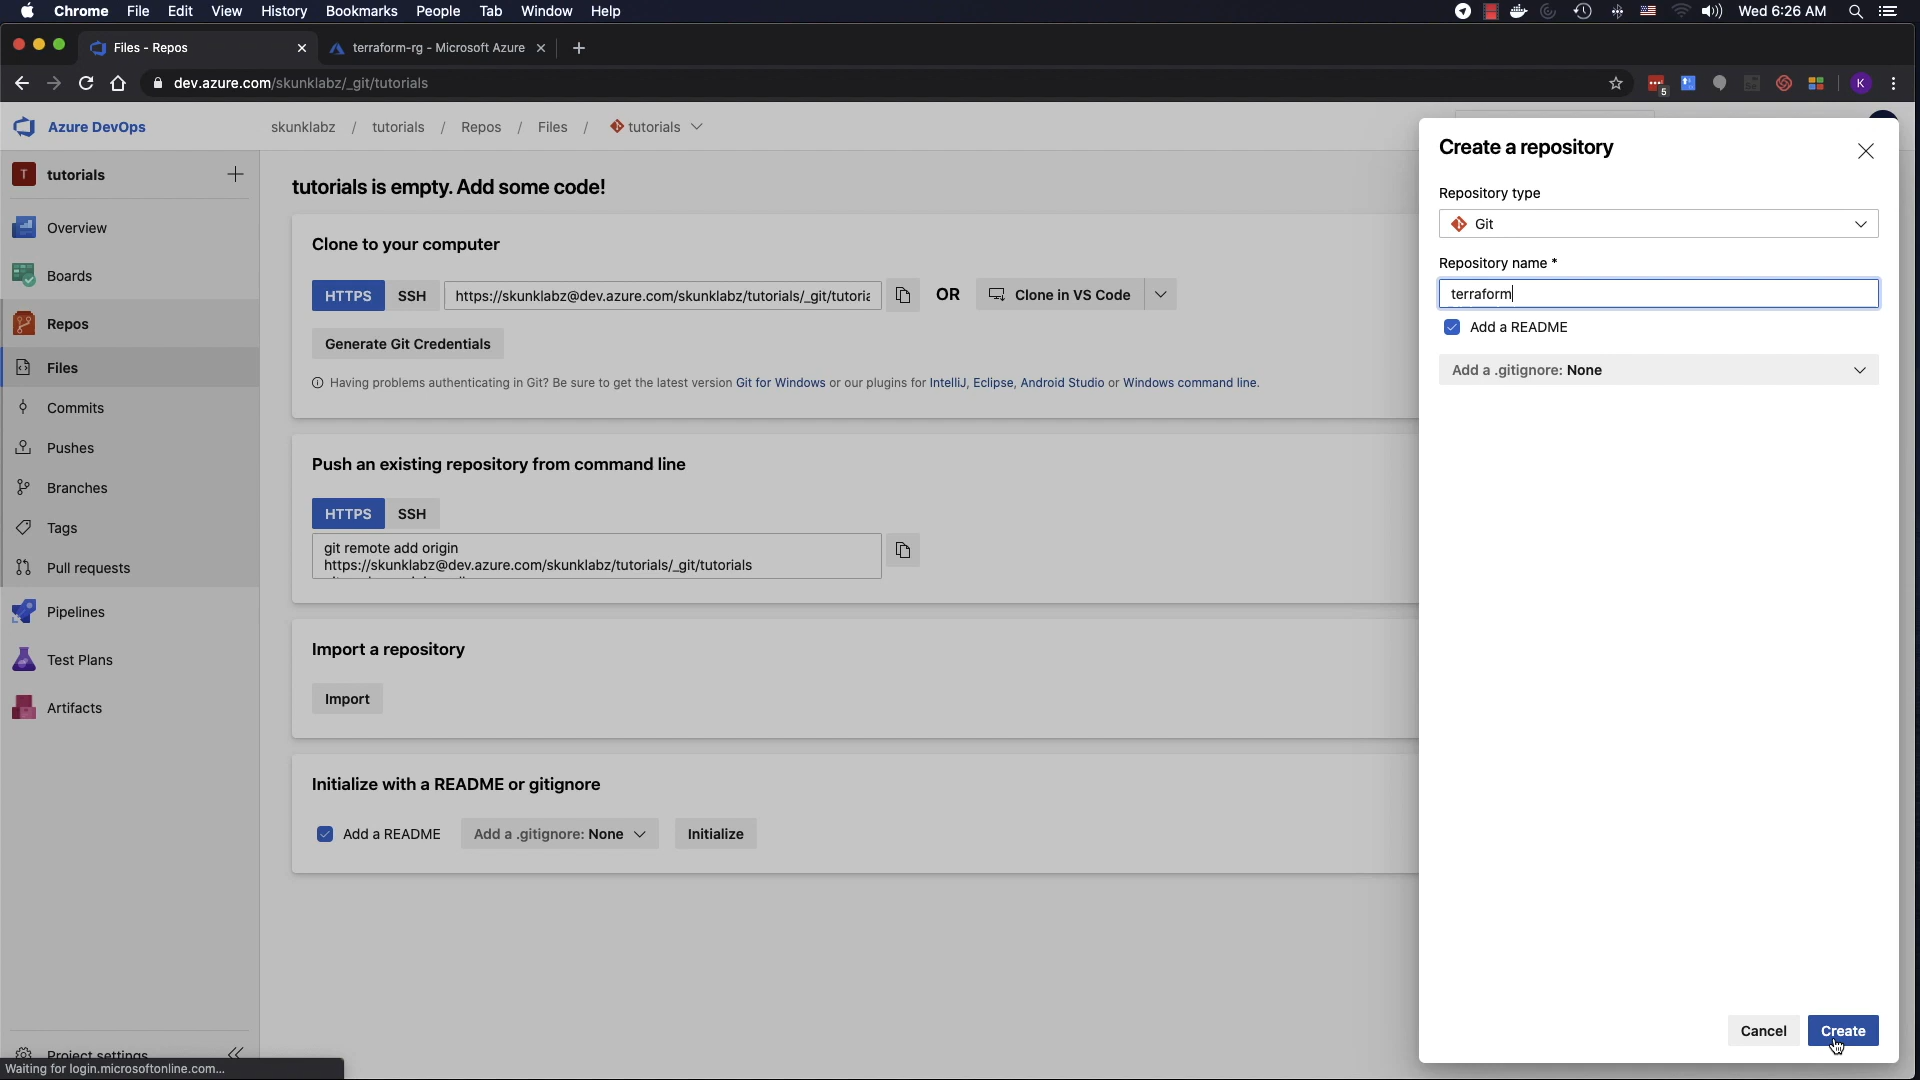 Chrome File Edit View History Bookmarks People Tab Window Help
Wed 6:26 AM
Files - Repos
terraform-rg - Microsoft Azure
dev.azure.com/skunklabz/_git/tutorials
5
K
Azure DevOps
skunklabz / tutorials / Repos / Files / tutorials
T tutorials
Overview
Boards
Repos
Files
Commits
Pushes
Branches
Tags
Pull requests
Pipelines
Test Plans
Artifacts
Project settings
Waiting for login.microsoftonline.com...
tutorials is empty. Add some code!
Clone to your computer
HTTPS SSH https://skunklabz@dev.azure.com/skunklabz/tutorials/_git/tutoria OR Clone in VS Code
Generate Git Credentials
Having problems authenticating in Git? Be sure to get the latest version Git for Windows or our plugins for IntelliJ, Eclipse, Android Studio or Windows command line.
Push an existing repository from command line
HTTPS SSH
git remote add origin
https://skunklabz@dev.azure.com/skunklabz/tutorials/_git/tutorials
Import a repository
Import
Initialize with a README or gitignore
Add a README Add a .gitignore: None Initialize
Create a repository
Repository type
Git
Repository name *
terraform
Add a README
Add a .gitignore: None
Cancel Create